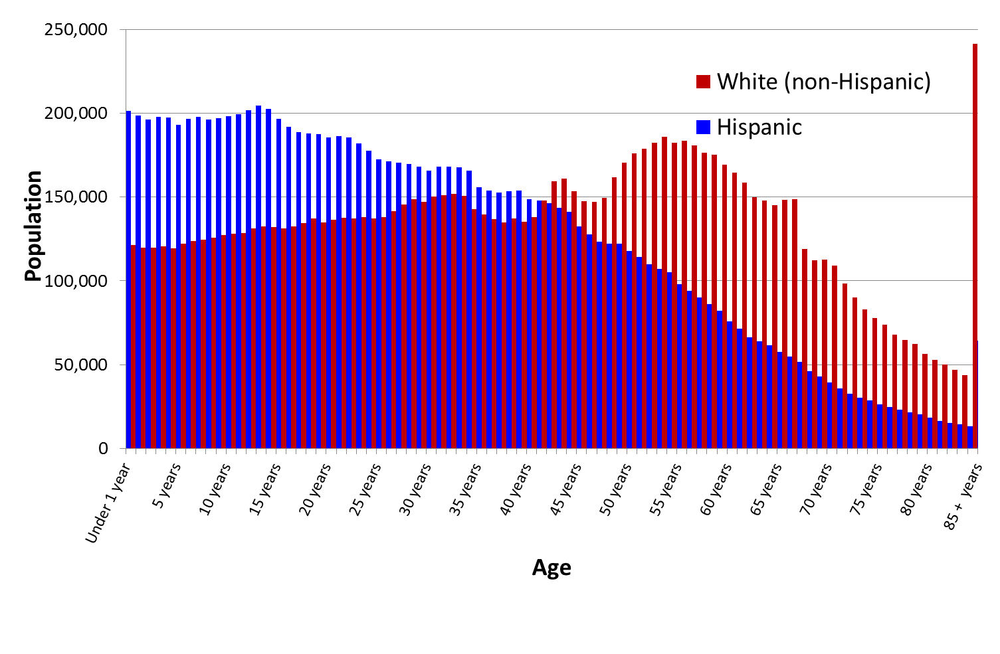 250,000
200,000
150,000
100,000
50,000
0
Population
White (non-Hispanic)
Hispanic
Under 1 year
5 years
10 years
15 years
20 years
25 years
30 years
35 years
40 years
45 years
50 years
55 years
60 years
65 years
70 years
75 years
80 years
85 + years
Age